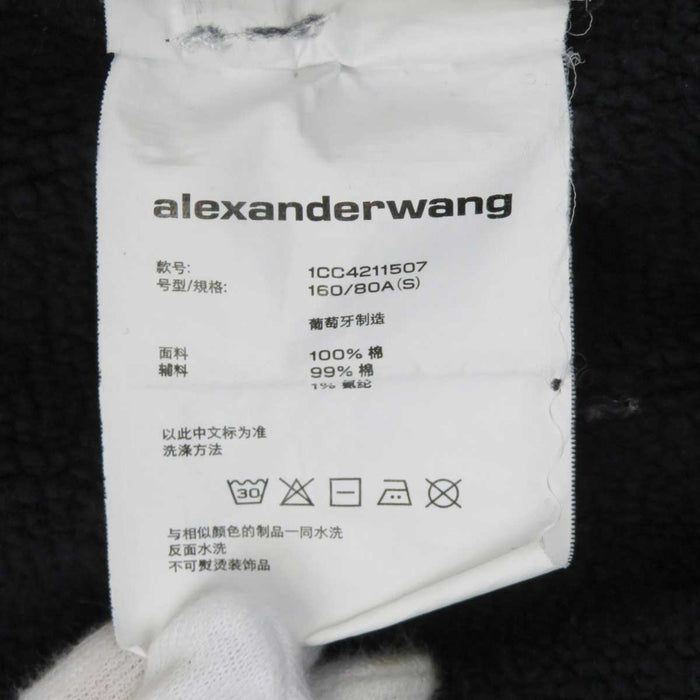 alexanderwang
款号: 1CC4211507
号型/规格: 160/80A(S)
葡萄牙制造
面料 100% 棉
辅料 99% 棉
1% 氨纶
以此中文标为准
洗涤方法
30
与相似颜色的制品一同水洗
反面水洗
不可熨烫装饰品